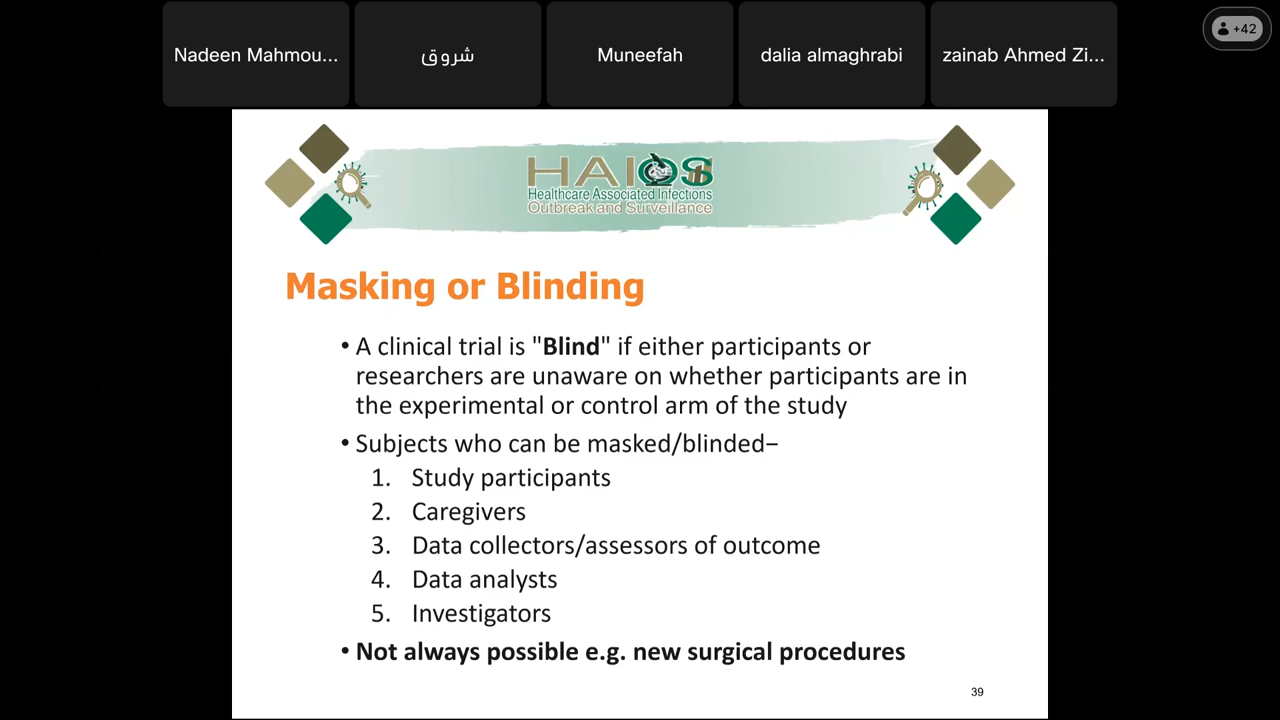 Nadeen Mahmou...
شروق
Muneefah
dalia almaghrabi
zainab Ahmed Zi...
+42
HAIOS
Healthcare Associated Infections
Outbreak and Surveillance
Masking or Blinding
• A clinical trial is "Blind" if either participants or
researchers are unaware on whether participants are in
the experimental or control arm of the study
• Subjects who can be masked/blinded–
1. Study participants
2. Caregivers
3. Data collectors/assessors of outcome
4. Data analysts
5. Investigators
• Not always possible e.g. new surgical procedures
39